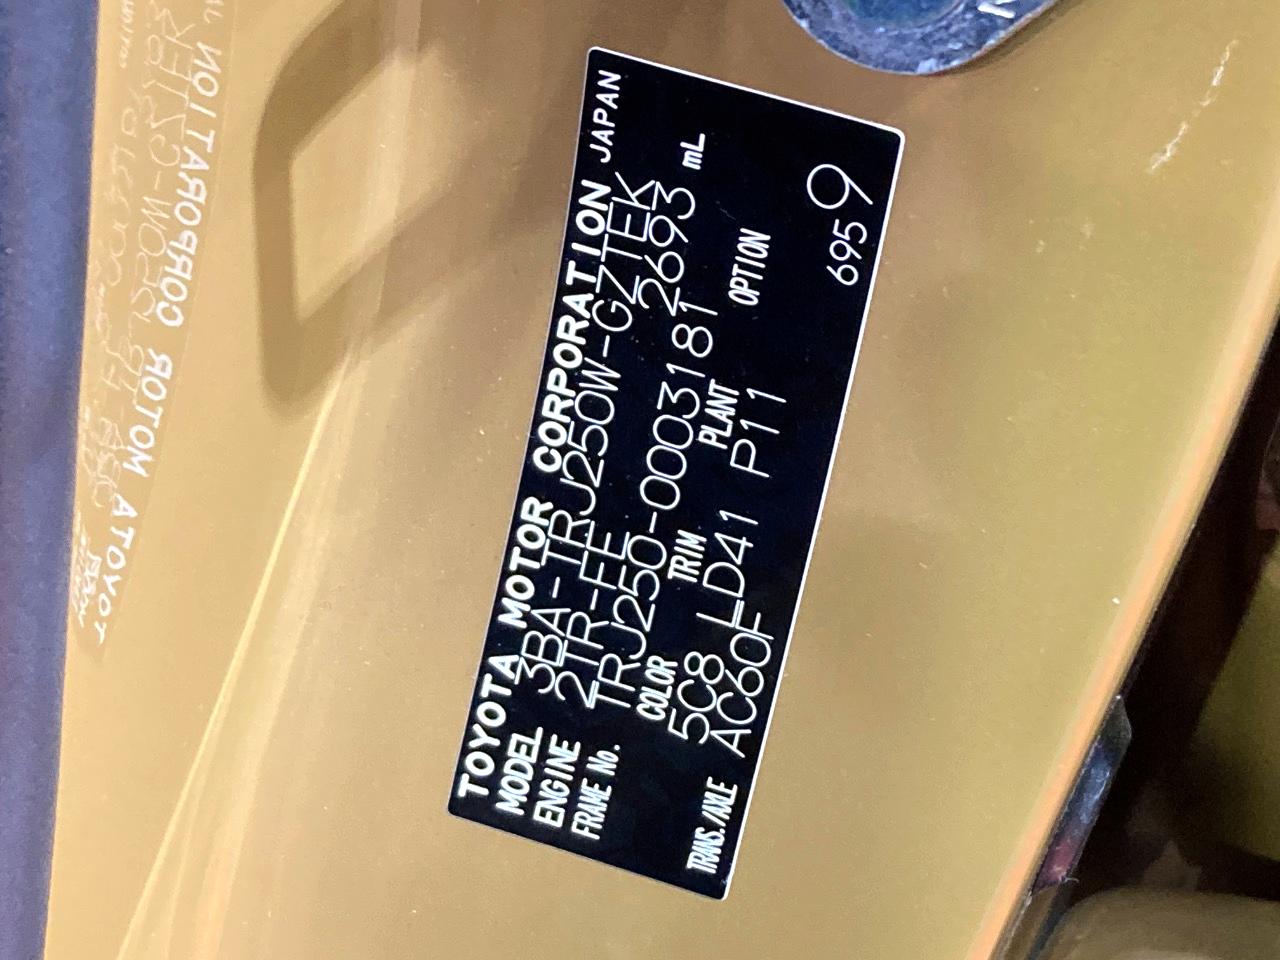 TOYOTA MOTOR CORPORATION JAPAN
MODEL 3BA-TRJ250W-GZTEK
ENGINE 2TR-FE 2693 mL
FRAME No. TRJ250-0003181
COLOR TRIM PLANT OPTION
5C8 LD41 P11
TRANS./AXLE AC60F
6959